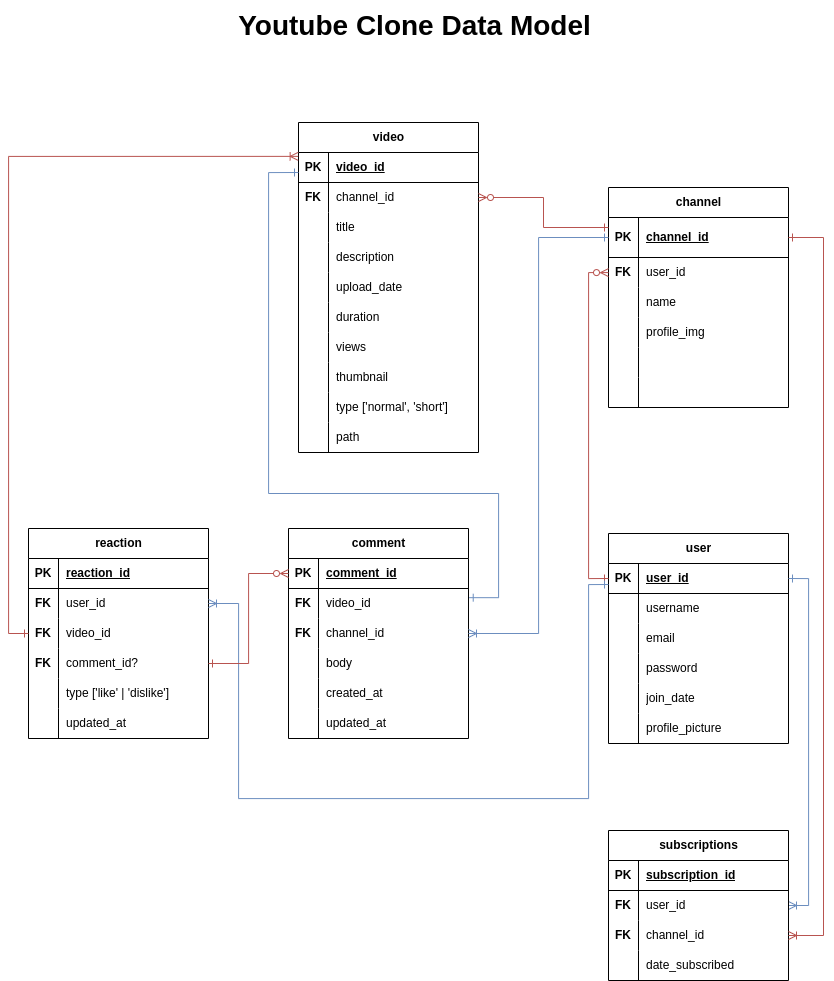 Youtube Clone Data Model
video
PK video_id
FK channel_id
title
description
upload_date
duration
views
thumbnail
type ['normal', 'short']
path
channel
PK channel_id
FK user_id
name
profile_img
reaction
PK reaction_id
FK user_id
FK video_id
FK comment_id?
type ['like' | 'dislike']
updated_at
comment
PK comment_id
FK video_id
FK channel_id
body
created_at
updated_at
user
PK user_id
username
email
password
join_date
profile_picture
subscriptions
PK subscription_id
FK user_id
FK channel_id
date_subscribed